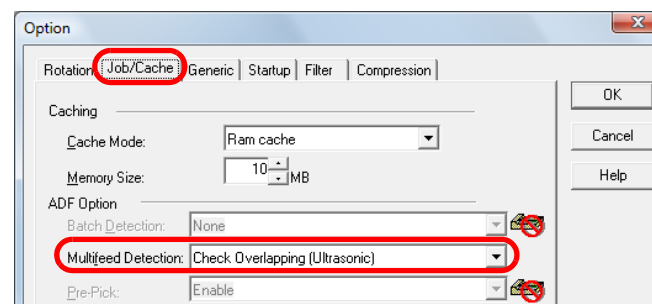 Option
Rotation Job/Cache Generic Startup Filter Compression
OK
Caching
Cache Mode: Ram cache
Cancel
Memory Size: 10 MB
Help
ADF Option
Batch Detection: None
Multifeed Detection: Check Overlapping (Ultrasonic)
Pre-Pick: Enable